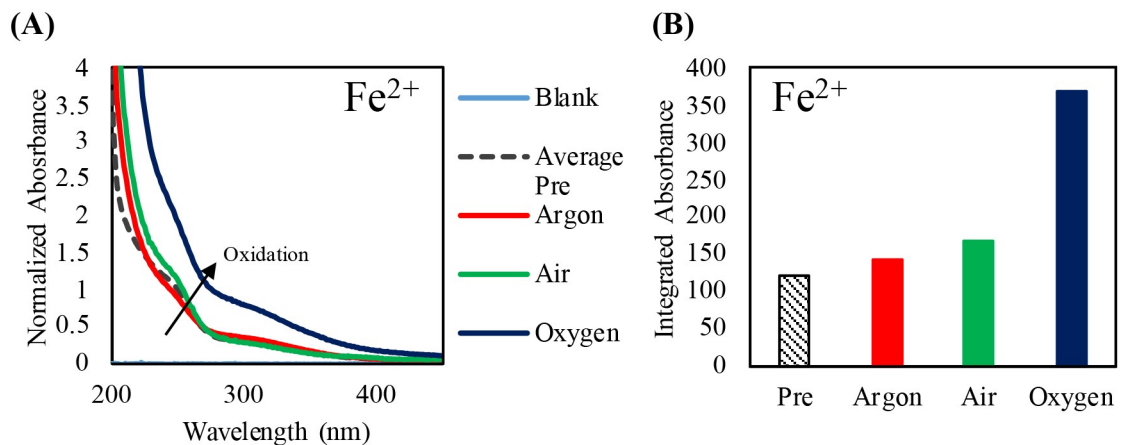 (A)
Fe²⁺
Normalized Abosrbance
4
3.5
3
2.5
2
1.5
1
0.5
0
Oxidation
200
300
400
Wavelength (nm)
Blank
Average
Pre
Argon
Air
Oxygen
(B)
Fe²⁺
Integrated Absorbance
400
350
300
250
200
150
100
50
0
Pre
Argon
Air
Oxygen